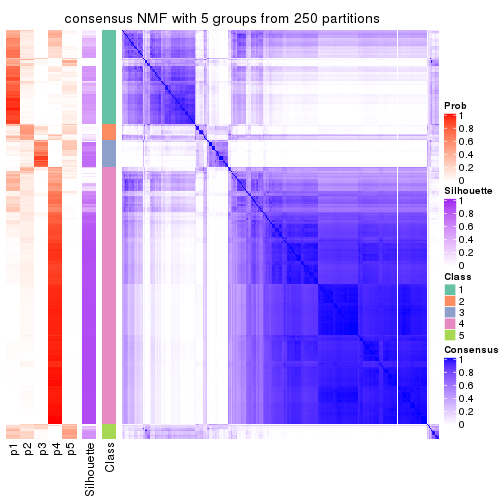 consensus NMF with 5 groups from 250 partitions
Prob
1
0.8
0.6
0.4
0.2
0
Silhouette
1
0.8
0.6
0.4
0.2
0
Class
1
2
3
4
5
Consensus
1
0.8
0.6
0.4
0.2
0
p1
p2
p3
p4
p5
Silhouette
Class